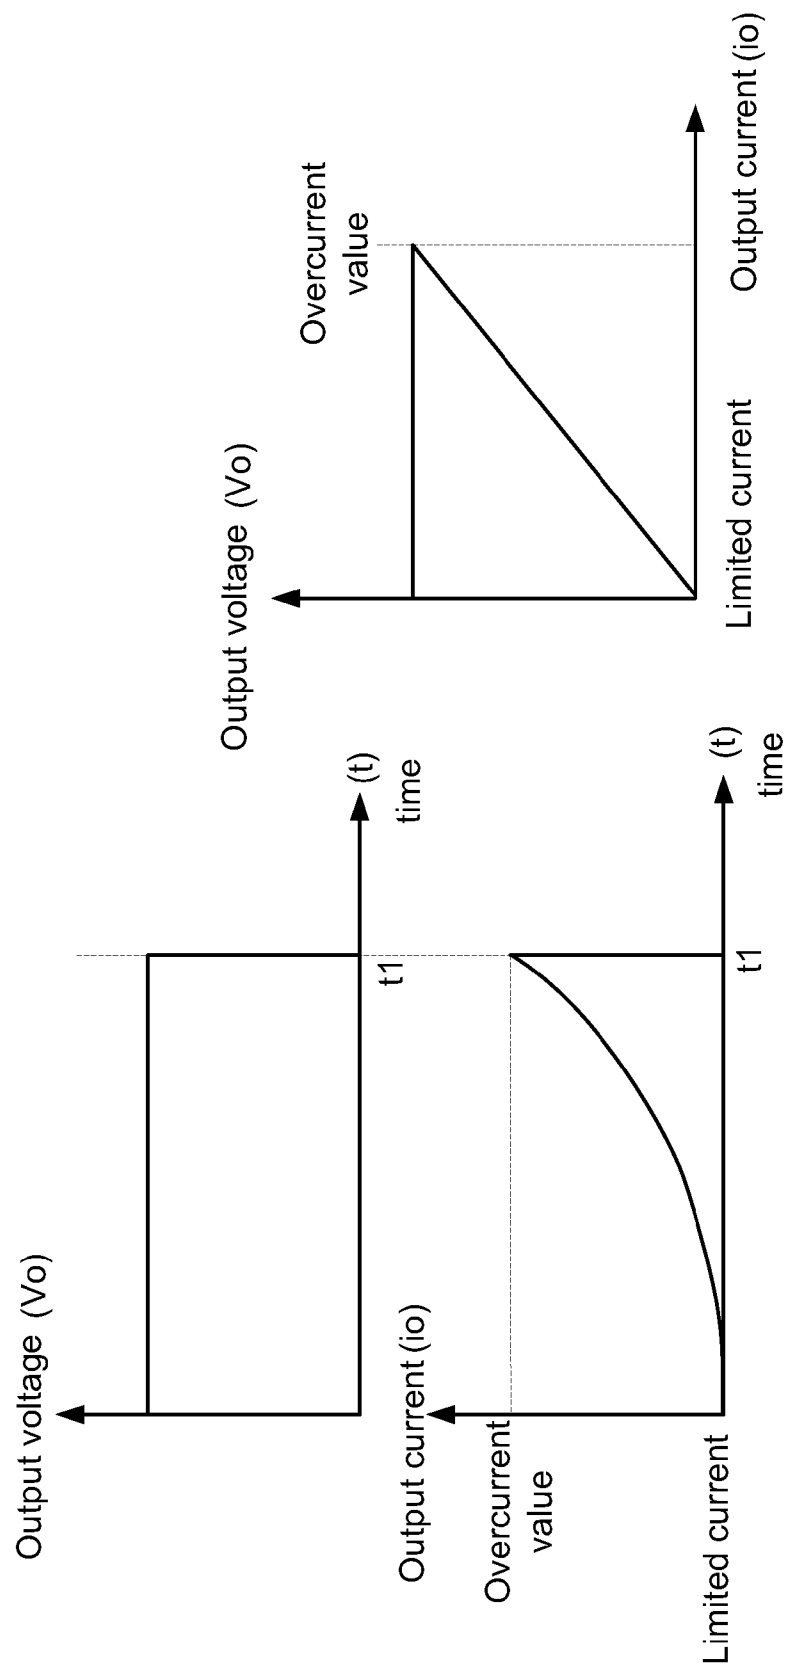 Output voltage (Vo)
(t)
time
t1
Output current (io)
Overcurrent
value
Limited current
t1
(t)
time
Output voltage (Vo)
Overcurrent
value
Limited current
Output current (io)